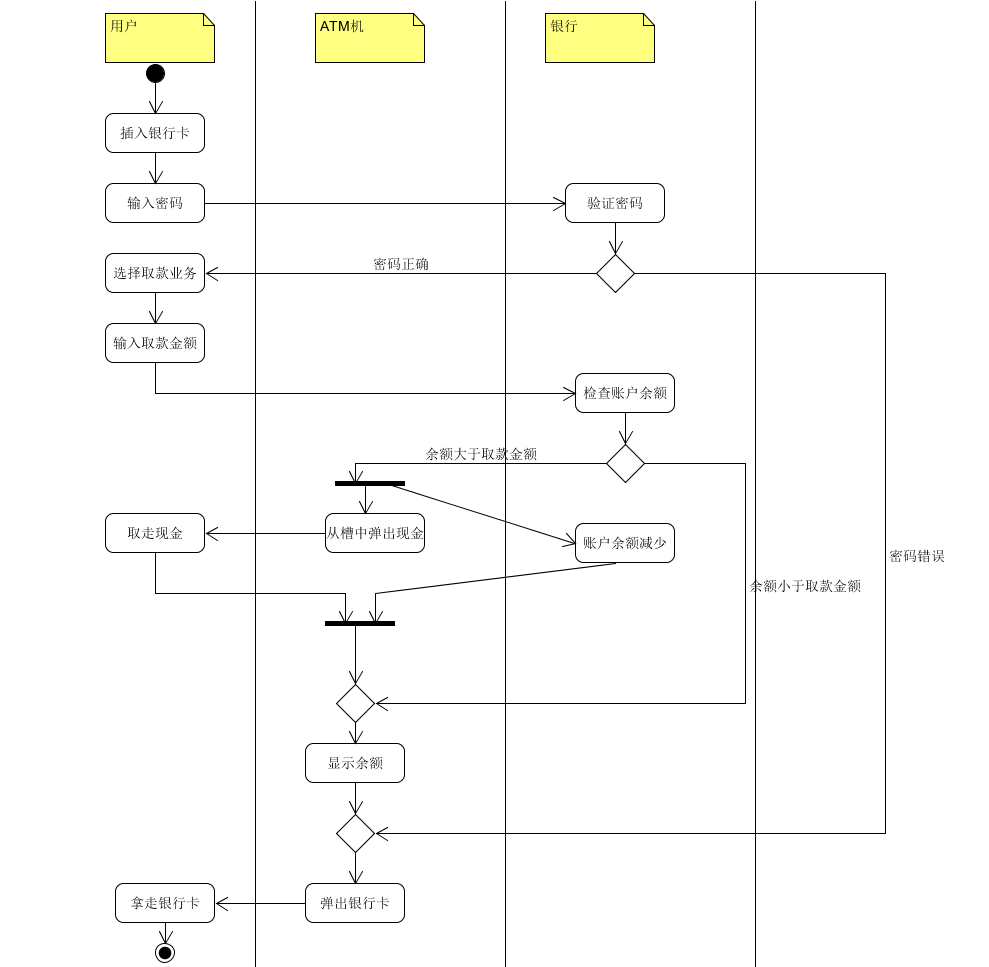 用户
ATM机
银行
插入银行卡
输入密码
验证密码
密码正确
选择取款业务
输入取款金额
检查账户余额
余额大于取款金额
取走现金
从槽中弹出现金
账户余额减少
密码错误
余额小于取款金额
显示余额
拿走银行卡
弹出银行卡